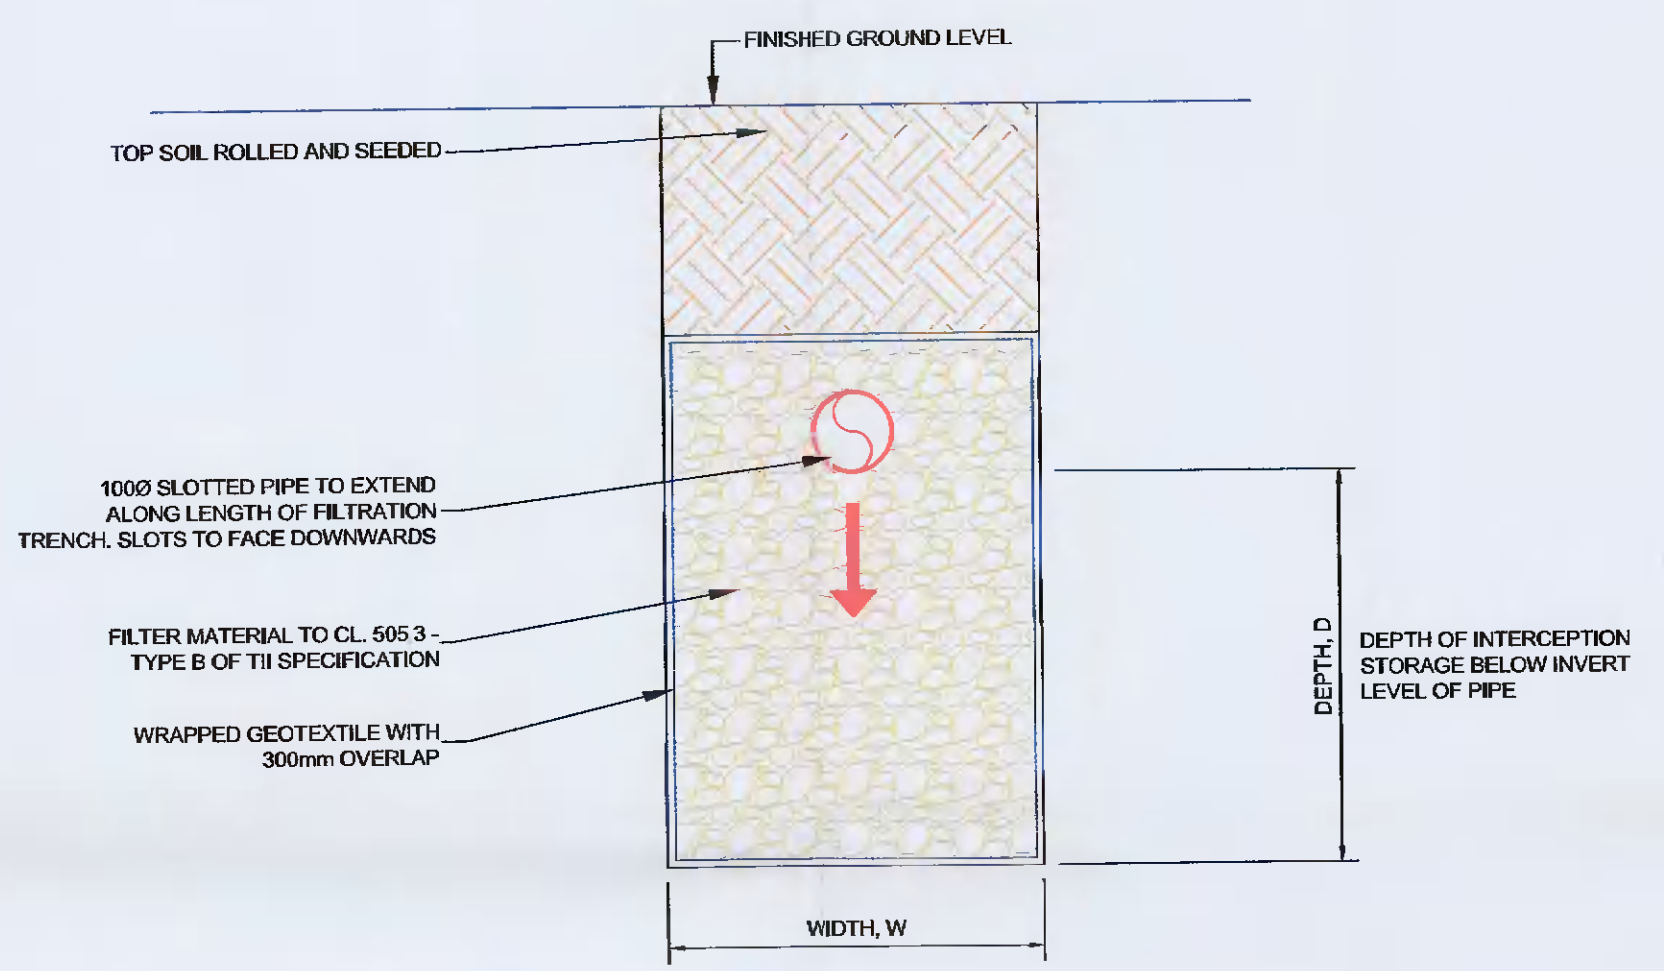 FINISHED GROUND LEVEL
TOP SOIL ROLLED AND SEEDED
100Ø SLOTTED PIPE TO EXTEND
ALONG LENGTH OF FILTRATION
TRENCH. SLOTS TO FACE DOWNWARDS
FILTER MATERIAL TO CL. 505 3 -
TYPE B OF TII SPECIFICATION
WRAPPED GEOTEXTILE WITH
300mm OVERLAP
DEPTH, D
DEPTH OF INTERCEPTION
STORAGE BELOW INVERT
LEVEL OF PIPE
WIDTH, W